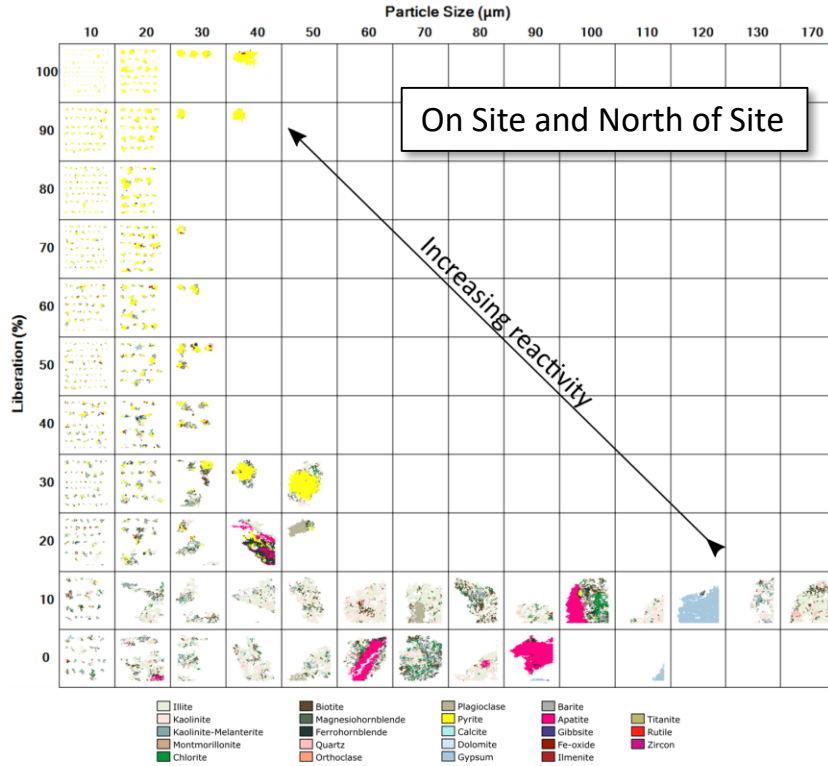 Particle Size (µm)
10 20 30 40 50 60 70 80 90 100 110 120 130 170
On Site and North of Site
Increasing reactivity
Liberation (%)
100
90
80
70
60
50
40
30
20
10
0
Illite Biotite Plagioclase Barite
Kaolinite Magnesiohornblende Pyrite Apatite Titanite
Kaolinite-Melanterite Ferrohornblende Calcite Gibbsite Rutile
Montmorillonite Quartz Dolomite Fe-oxide Zircon
Chlorite Orthoclase Gypsum Ilmenite